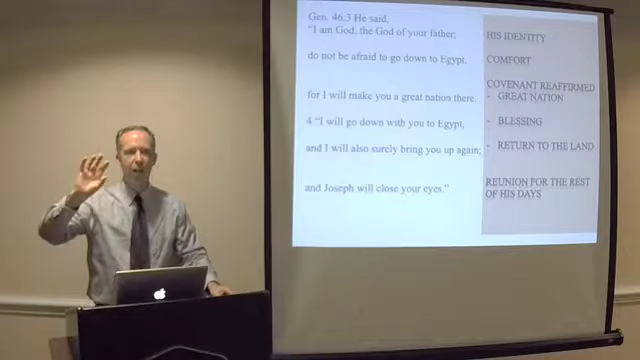 Gen. 46:3 He said,
"I am God, the God of your father;
HIS IDENTITY
do not be afraid to go down to Egypt.
COMFORT
COVENANT REAFFIRMED
for I will make you a great nation there.
- GREAT NATION
4 "I will go down with you to Egypt,
- BLESSING
and I will also surely bring you up again;
- RETURN TO THE LAND
and Joseph will close your eyes."
REUNION FOR THE REST
OF HIS DAYS